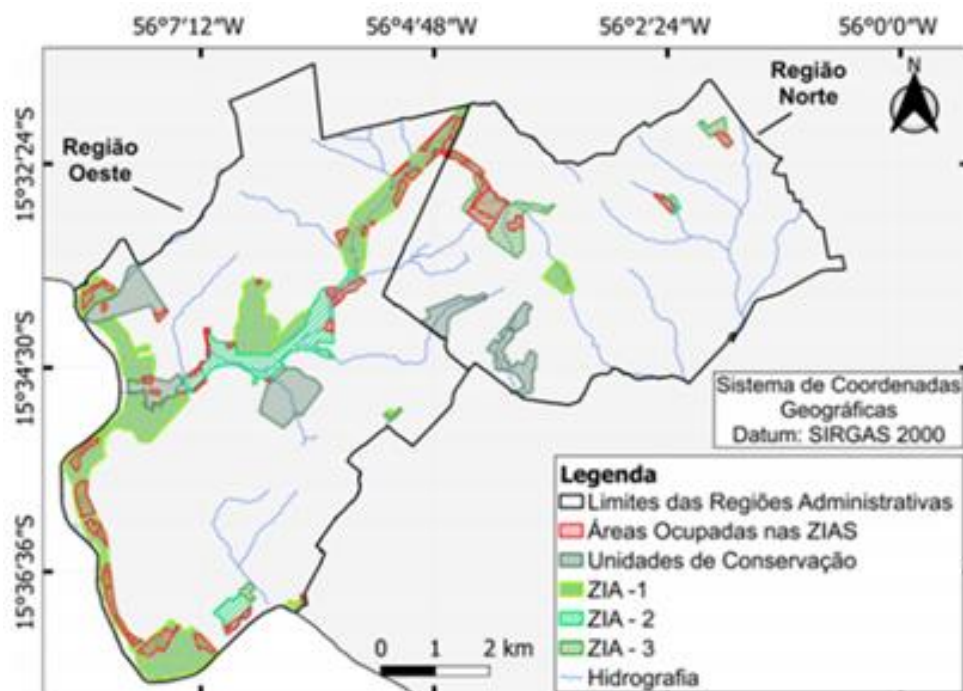 56°7'12"W 56°4'48"W 56°2'24"W 56°0'0"W
15°32'24"S
15°34'30"S
15°36'36"S
Região
Oeste
Região
Norte
N
Sistema de Coordenadas
Geográficas
Datum: SIRGAS 2000
Legenda
Limites das Regiões Administrativas
Áreas Ocupadas nas ZIAS
Unidades de Conservação
ZIA -1
ZIA - 2
ZIA - 3
Hidrografia
0 1 2 km